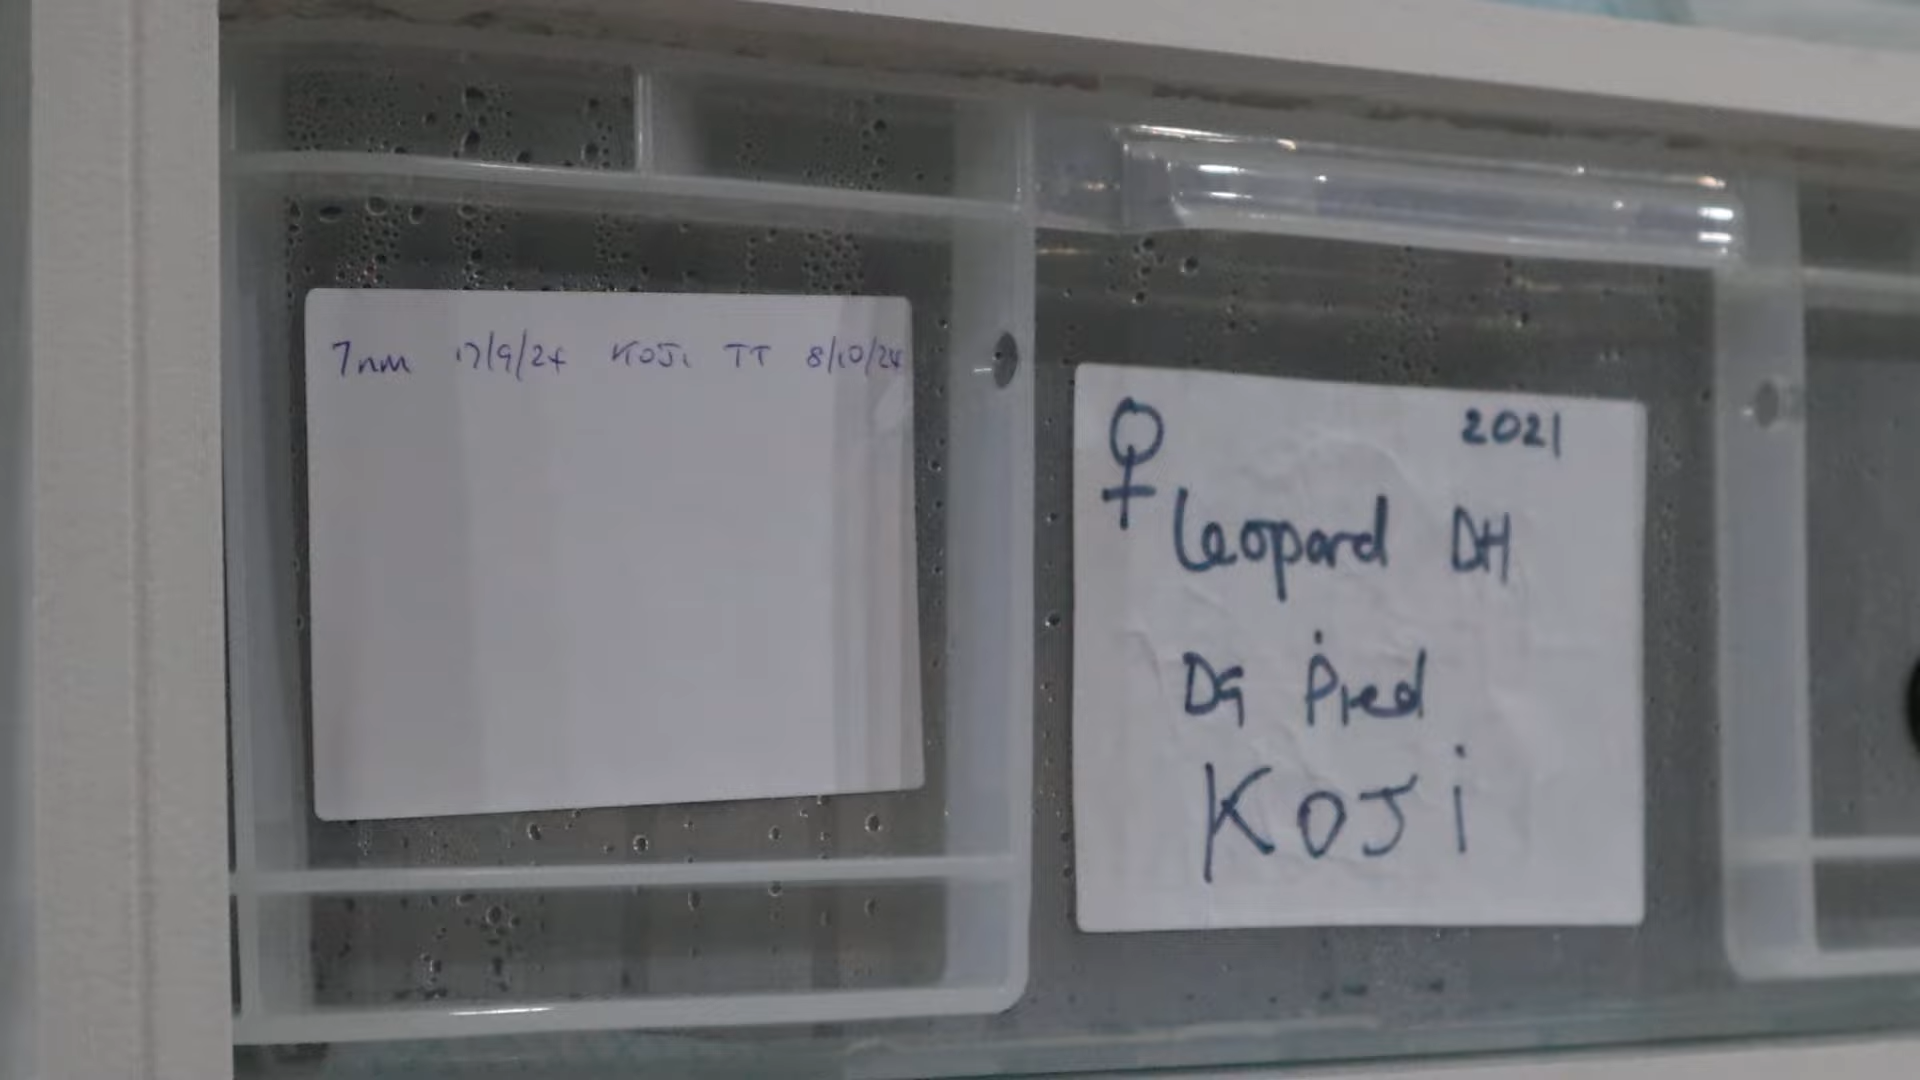 7nm 17/9/24 KOJi TT 8/10/24
♀ 2021
Leopard DH
DG Pied
KOJi